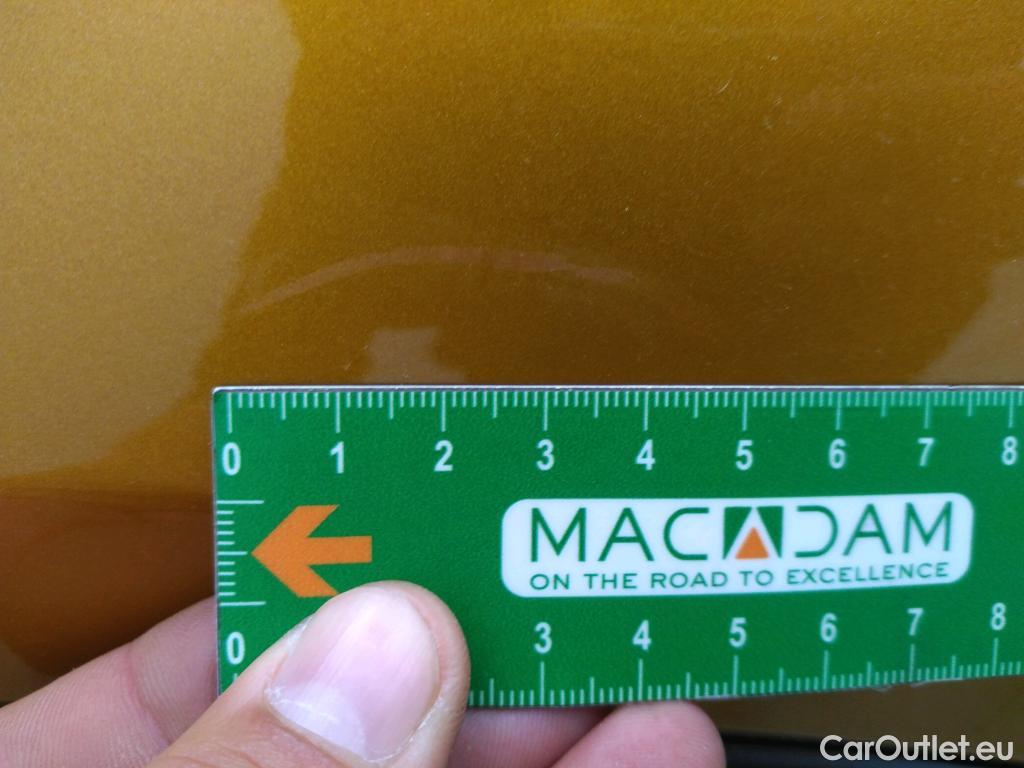 0 1 2 3 4 5 6 7 8
MACADAM
ON THE ROAD TO EXCELLENCE
0 3 4 5 6 7 8
CarOutlet.eu